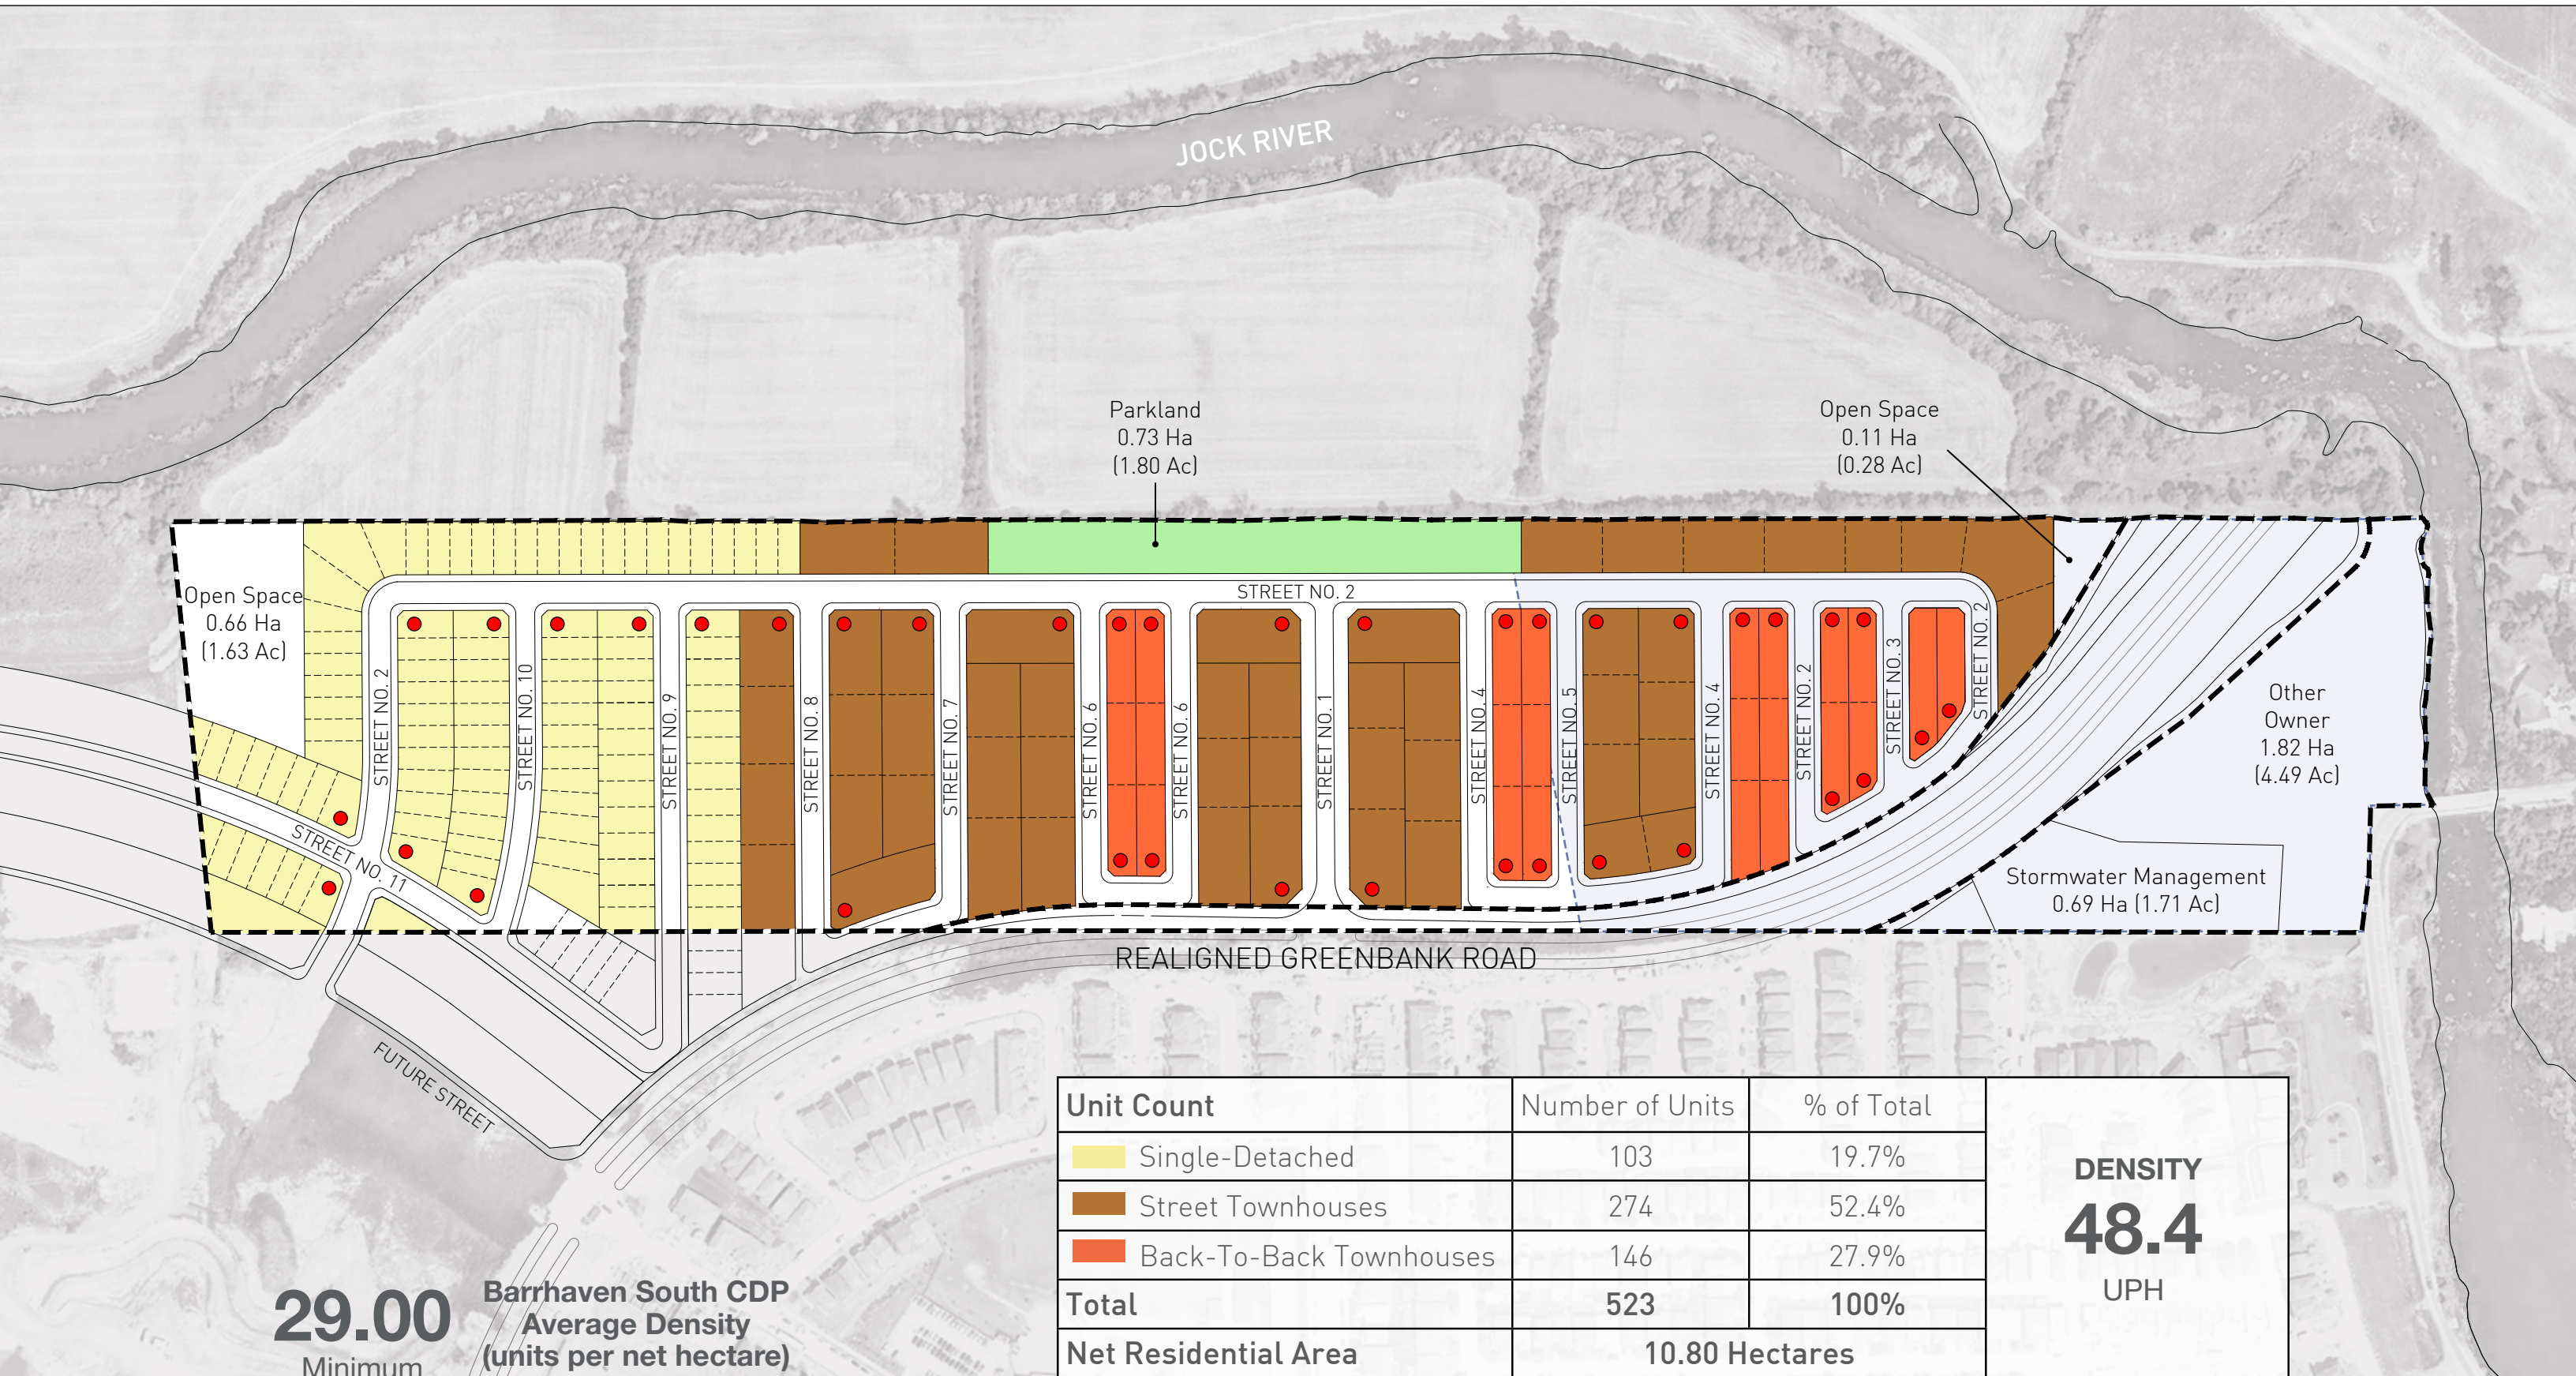 JOCK RIVER
Parkland
0.73 Ha
(1.80 Ac)
Open Space
0.11 Ha
(0.28 Ac)
Open Space
0.66 Ha
(1.63 Ac)
STREET NO. 2
STREET NO. 2
STREET NO. 10
STREET NO. 9
STREET NO. 8
STREET NO. 7
STREET NO. 6
STREET NO. 6
STREET NO. 1
STREET NO. 4
STREET NO. 5
STREET NO. 4
STREET NO. 2
STREET NO. 3
STREET NO. 2
STREET NO. 11
Other
Owner
1.82 Ha
(4.49 Ac)
Stormwater Management
0.69 Ha (1.71 Ac)
REALIGNED GREENBANK ROAD
FUTURE STREET
Unit Count Number of Units % of Total
Single-Detached 103 19.7%
Street Townhouses 274 52.4%
Back-To-Back Townhouses 146 27.9%
Total 523 100%
Net Residential Area 10.80 Hectares
DENSITY
48.4
UPH
29.00
Minimum
Barrhaven South CDP
Average Density
(units per net hectare)